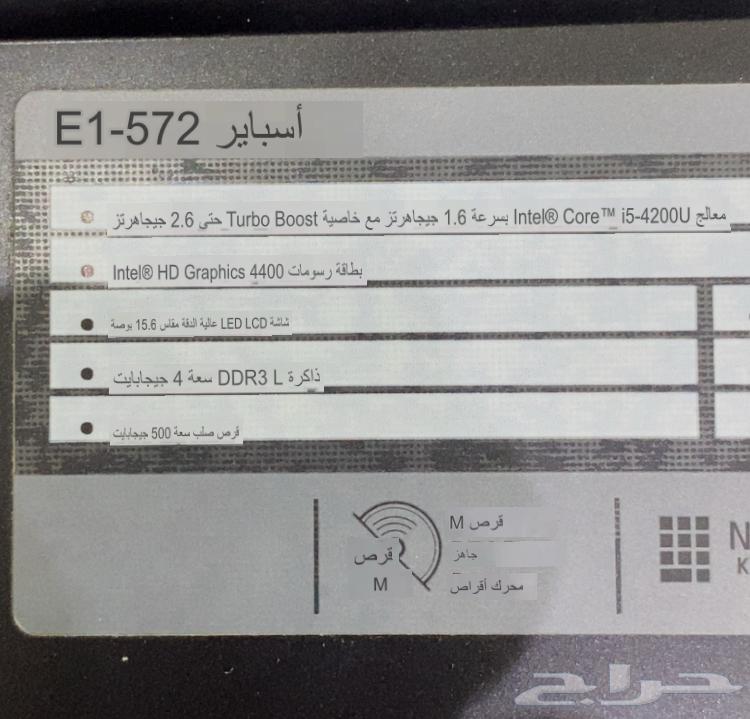 أسباير E1-572
معالج Intel® Core™ i5-4200U بسرعة 1.6 جيجاهرتز مع خاصية Turbo Boost حتى 2.6 جيجاهرتز
بطاقة رسومات Intel® HD Graphics 4400
شاشة LED LCD عالية الدقة مقاس 15.6 بوصة
ذاكرة DDR3 L سعة 4 جيجابايت
قرص صلب سعة 500 جيجابايت
قرص M
جاهز
محرك أقراص
قرص
M
N
K
حراج